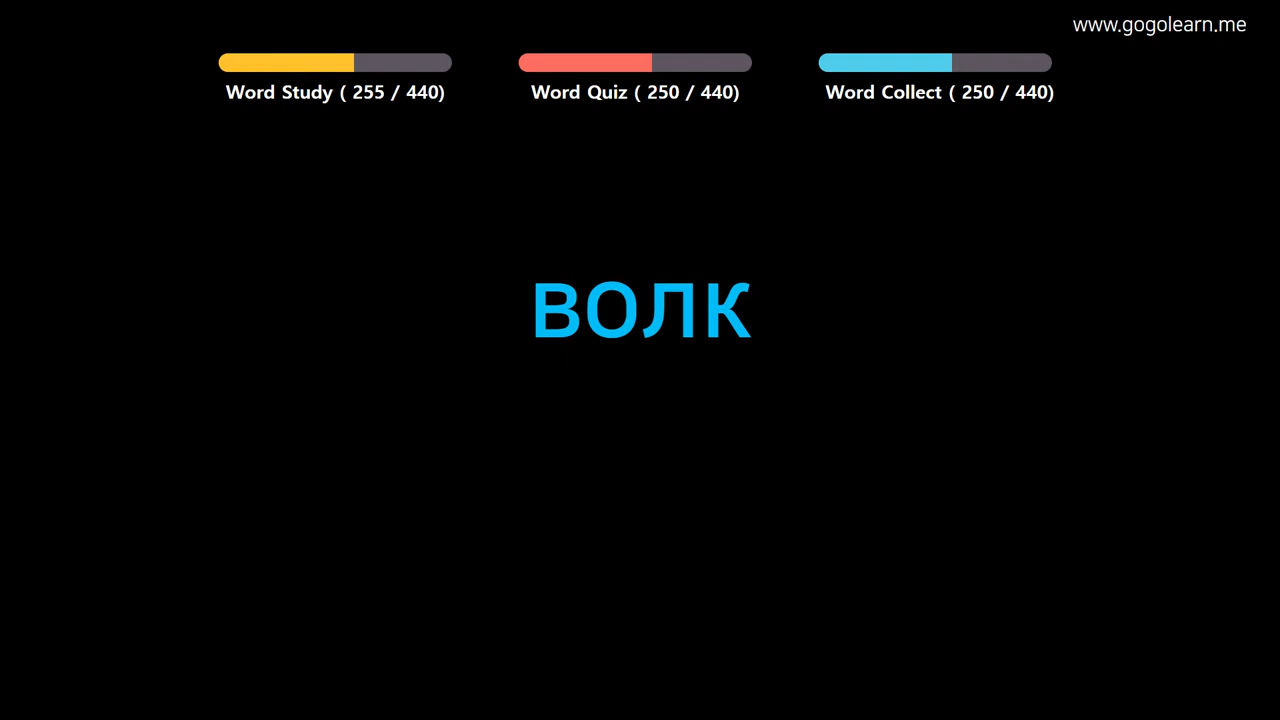 www.gogolearn.me
Word Study ( 255 / 440)
Word Quiz ( 250 / 440)
Word Collect ( 250 / 440)
волк